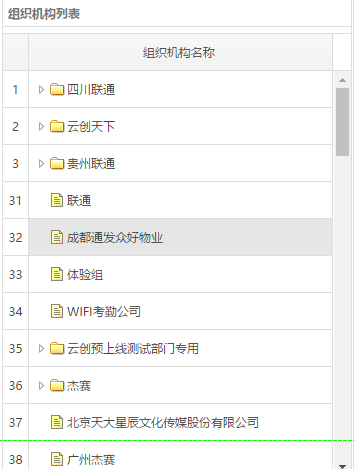 组织机构列表
组织机构名称
1 四川联通
2 云创天下
3 贵州联通
31 联通
32 成都通发众好物业
33 体验组
34 WIFI考勤公司
35 云创预上线测试部门专用
36 杰赛
37 北京天大星辰文化传媒股份有限公司
38 广州杰赛